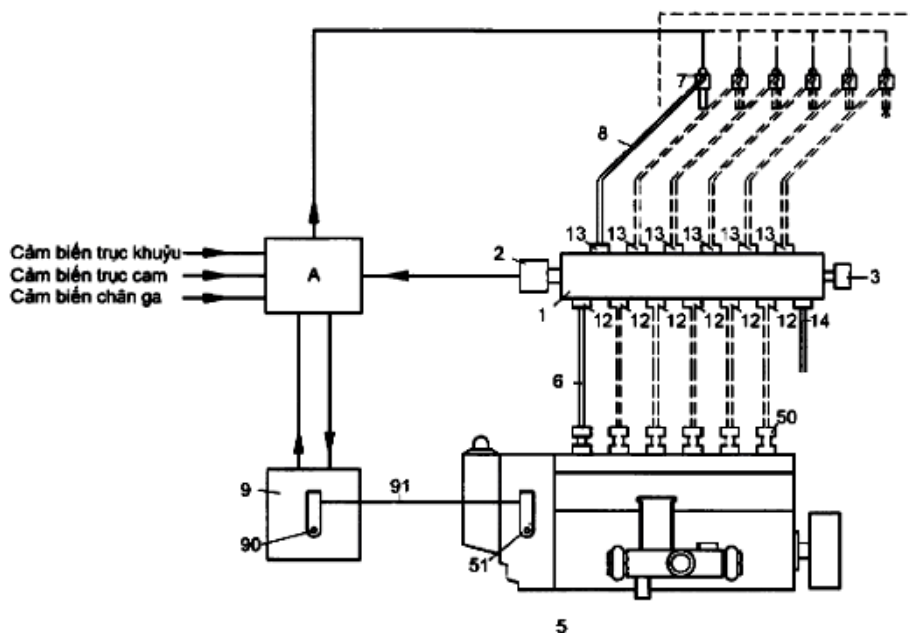 7
8
13 13 13 13 13 13
Cảm biến trục khuỷu
Cảm biến trục cam
Cảm biến chân ga
A
2
3
1
12 12 12 12 12 12 14
6
50
9
91
90
51
5